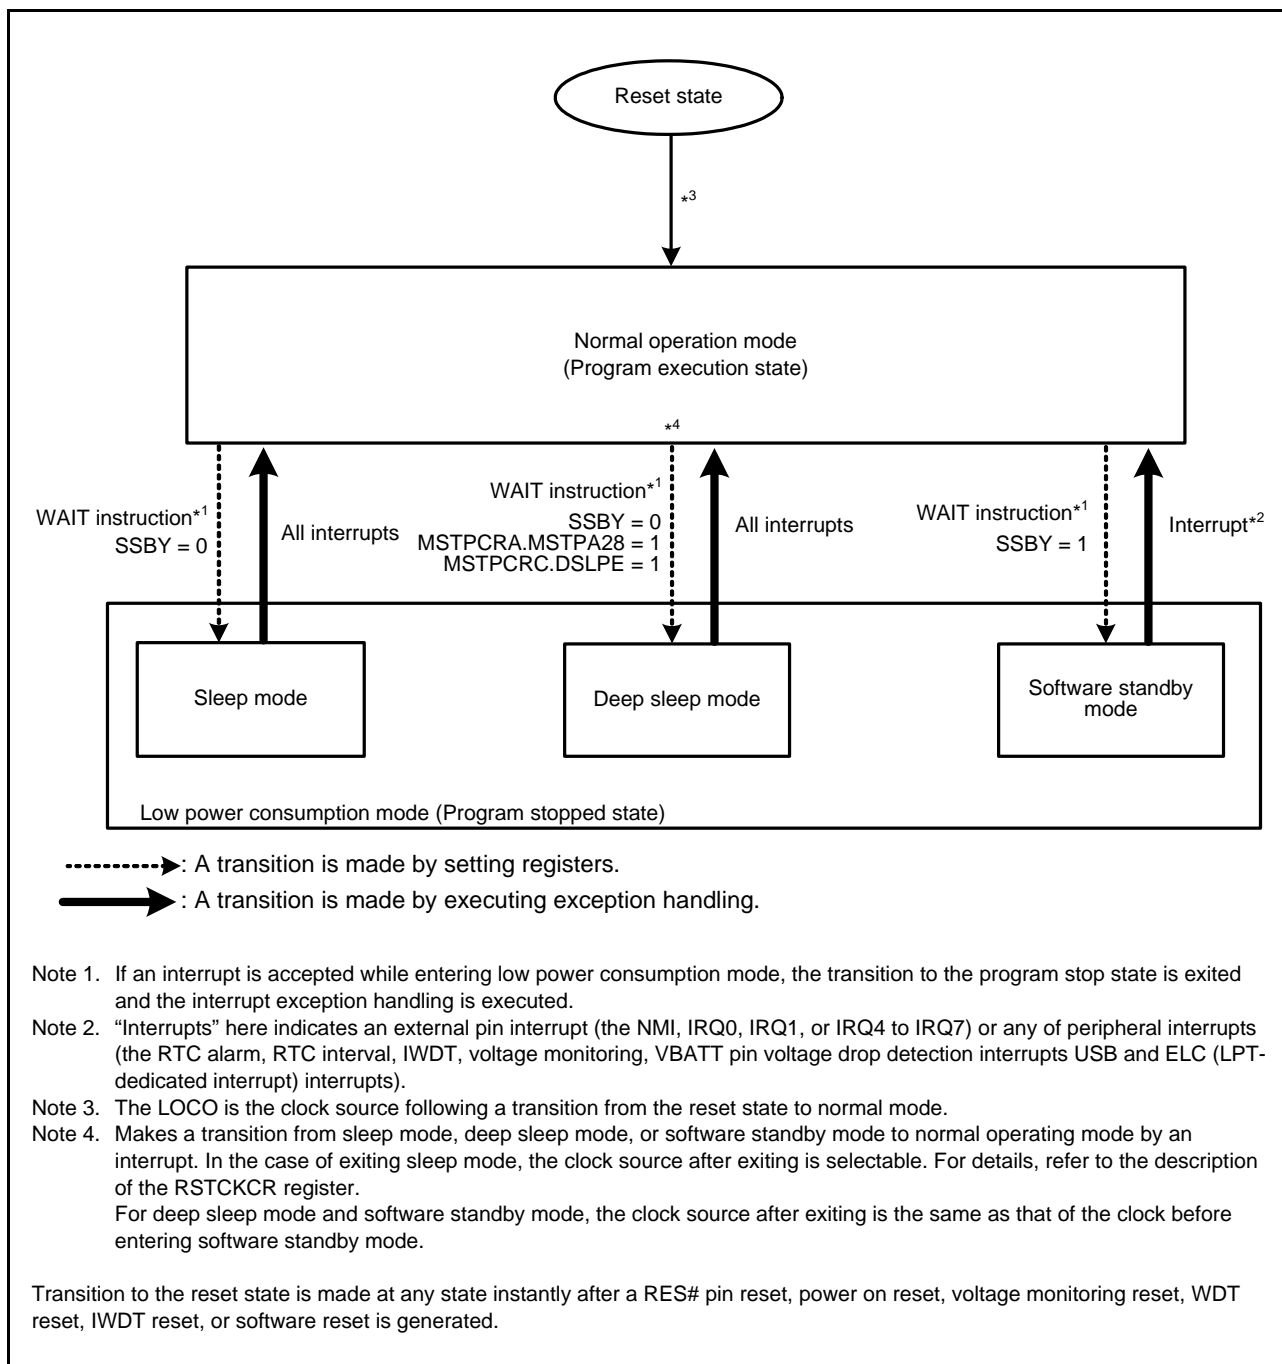 Reset state
*3
Normal operation mode
(Program execution state)
*4
WAIT instruction*1
SSBY = 0
All interrupts
WAIT instruction*1
SSBY = 0
MSTPCRA.MSTPA28 = 1
MSTPCRC.DSLPE = 1
All interrupts
WAIT instruction*1
SSBY = 1
Interrupt*2
Sleep mode
Deep sleep mode
Software standby
mode
Low power consumption mode (Program stopped state)
: A transition is made by setting registers.
: A transition is made by executing exception handling.
Note 1. If an interrupt is accepted while entering low power consumption mode, the transition to the program stop state is exited
and the interrupt exception handling is executed.
Note 2. “Interrupts” here indicates an external pin interrupt (the NMI, IRQ0, IRQ1, or IRQ4 to IRQ7) or any of peripheral interrupts
(the RTC alarm, RTC interval, IWDT, voltage monitoring, VBATT pin voltage drop detection interrupts USB and ELC (LPT-
dedicated interrupt) interrupts).
Note 3. The LOCO is the clock source following a transition from the reset state to normal mode.
Note 4. Makes a transition from sleep mode, deep sleep mode, or software standby mode to normal operating mode by an
interrupt. In the case of exiting sleep mode, the clock source after exiting is selectable. For details, refer to the description
of the RSTCKCR register.
For deep sleep mode and software standby mode, the clock source after exiting is the same as that of the clock before
entering software standby mode.
Transition to the reset state is made at any state instantly after a RES# pin reset, power on reset, voltage monitoring reset, WDT
reset, IWDT reset, or software reset is generated.